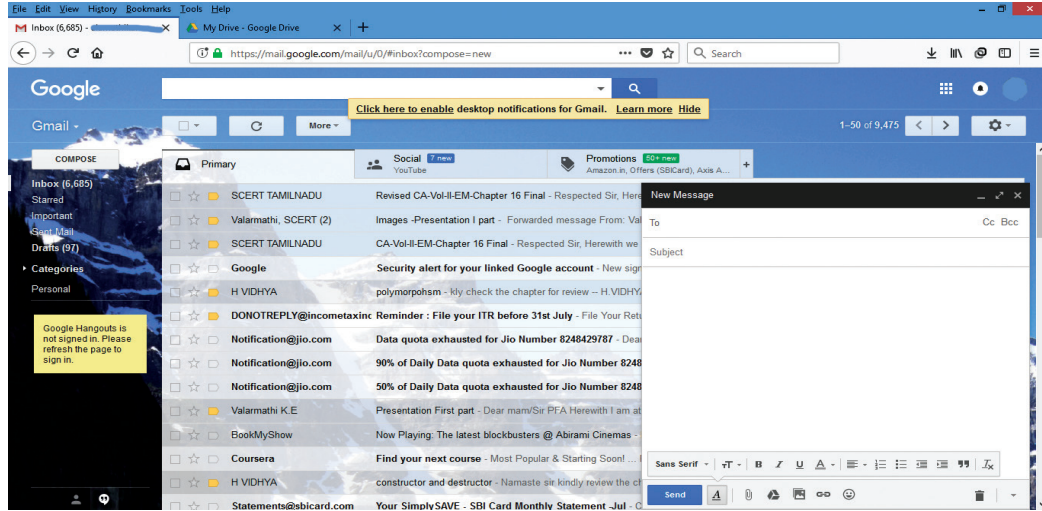 File Edit View History Bookmarks Tools Help
Inbox (6,685) -
My Drive - Google Drive
https://mail.google.com/mail/u/0/#inbox?compose=new
Search
Google
Click here to enable desktop notifications for Gmail. Learn more Hide
Gmail
More
1–50 of 9,475
COMPOSE
Inbox (6,685)
Starred
Important
Sent Mail
Drafts (97)
Categories
Personal
Google Hangouts is
not signed in. Please
refresh the page to
sign in.
Primary
Social 7 new
YouTube
Promotions 50+ new
Amazon.in, Offers (SBICard), Axis A...
SCERT TAMILNADU Revised CA-Vol-II-EM-Chapter 16 Final - Respected Sir, Here
Valarmathi, SCERT (2) Images -Presentation I part - Forwarded message From: Val
SCERT TAMILNADU CA-Vol-II-EM-Chapter 16 Final - Respected Sir, Herewith we
Google Security alert for your linked Google account - New sigr
H VIDHYA polymorpohsm - kly check the chapter for review -- H.VIDHY
DONOTREPLY@incometaxinc Reminder : File your ITR before 31st July - File Your Retu
Notification@jio.com Data quota exhausted for Jio Number 8248429787 - Dea
Notification@jio.com 90% of Daily Data quota exhausted for Jio Number 8248
Notification@jio.com 50% of Daily Data quota exhausted for Jio Number 8248
Valarmathi K.E Presentation First part - Dear mam/Sir PFA Herewith I am at
BookMyShow Now Playing: The latest blockbusters @ Abirami Cinemas -
Coursera Find your next course - Most Popular & Starting Soon! ...
H VIDHYA constructor and destructor - Namaste sir kindly review the ch
Statements@sbicard.com Your SimplySAVE - SBI Card Monthly Statement -Jul -
New Message
To
Cc Bcc
Subject
Sans Serif
B I U A
Send